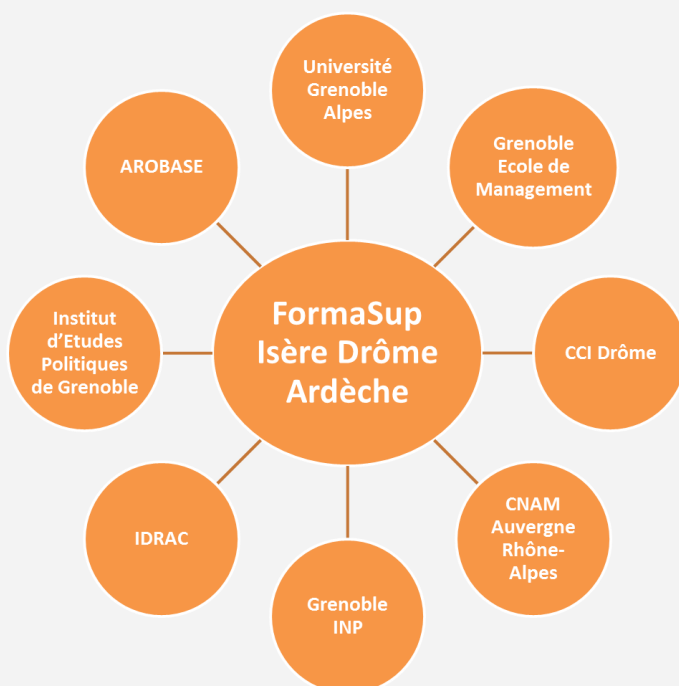 Université
Grenoble
Alpes
Grenoble
Ecole de
Management
AROBASE
FormaSup
Isère Drôme
Ardèche
Institut
d’Etudes
Politiques
de Grenoble
CCI Drôme
CNAM
Auvergne
Rhône-
Alpes
IDRAC
Grenoble
INP